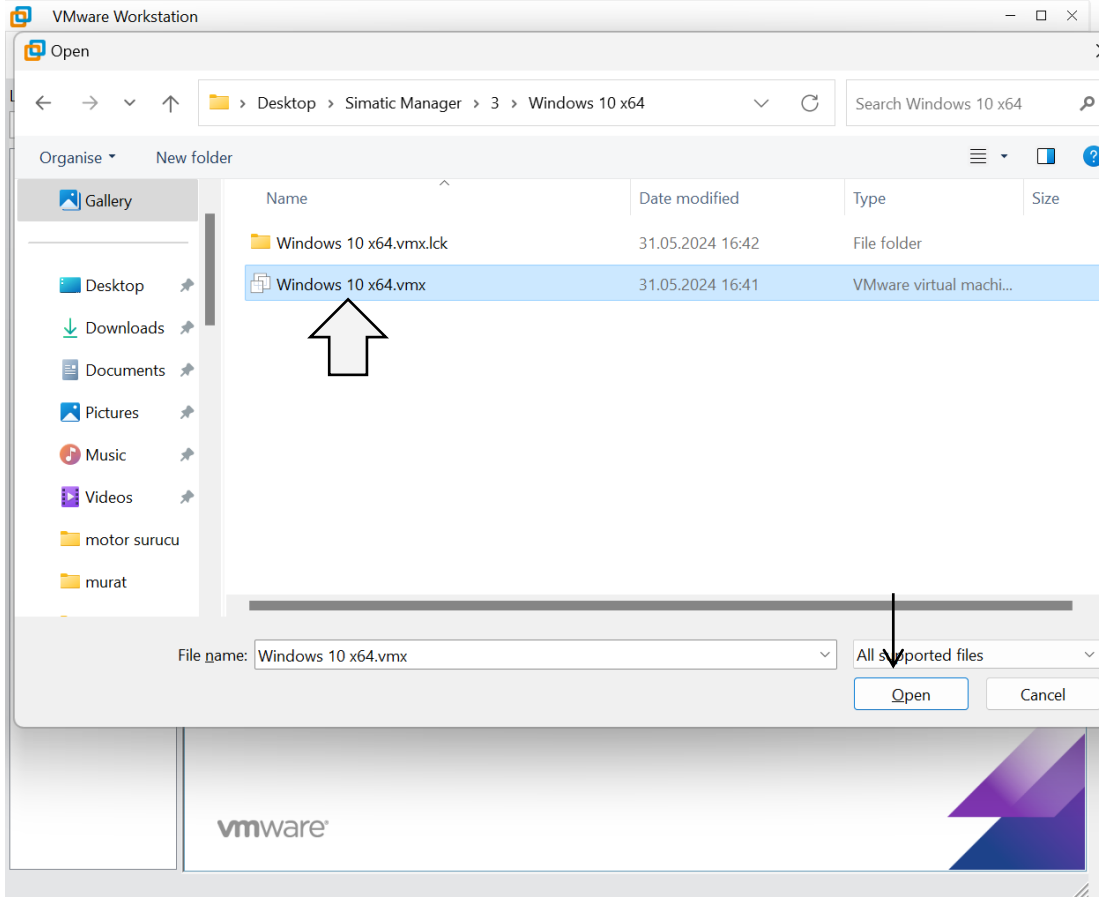 VMware Workstation
Open
Desktop > Simatic Manager > 3 > Windows 10 x64
Search Windows 10 x64
Organise
New folder
Gallery
Name
Date modified
Type
Size
Windows 10 x64.vmx.lck
31.05.2024 16:42
File folder
Windows 10 x64.vmx
31.05.2024 16:41
VMware virtual machi...
Desktop
Downloads
Documents
Pictures
Music
Videos
motor surucu
murat
File name:
Windows 10 x64.vmx
All supported files
Open
Cancel
vmware®